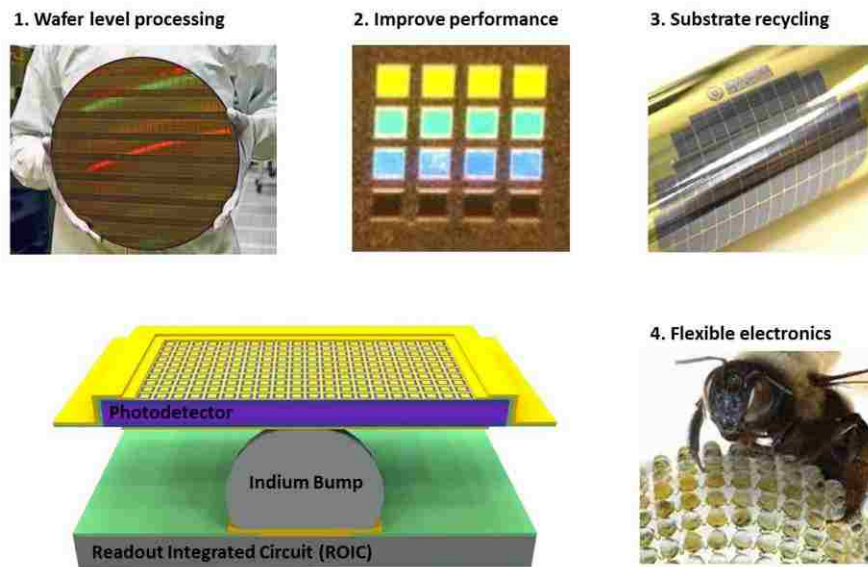 1. Wafer level processing
2. Improve performance
3. Substrate recycling
4. Flexible electronics
Photodetector
Indium Bump
Readout Integrated Circuit (ROIC)